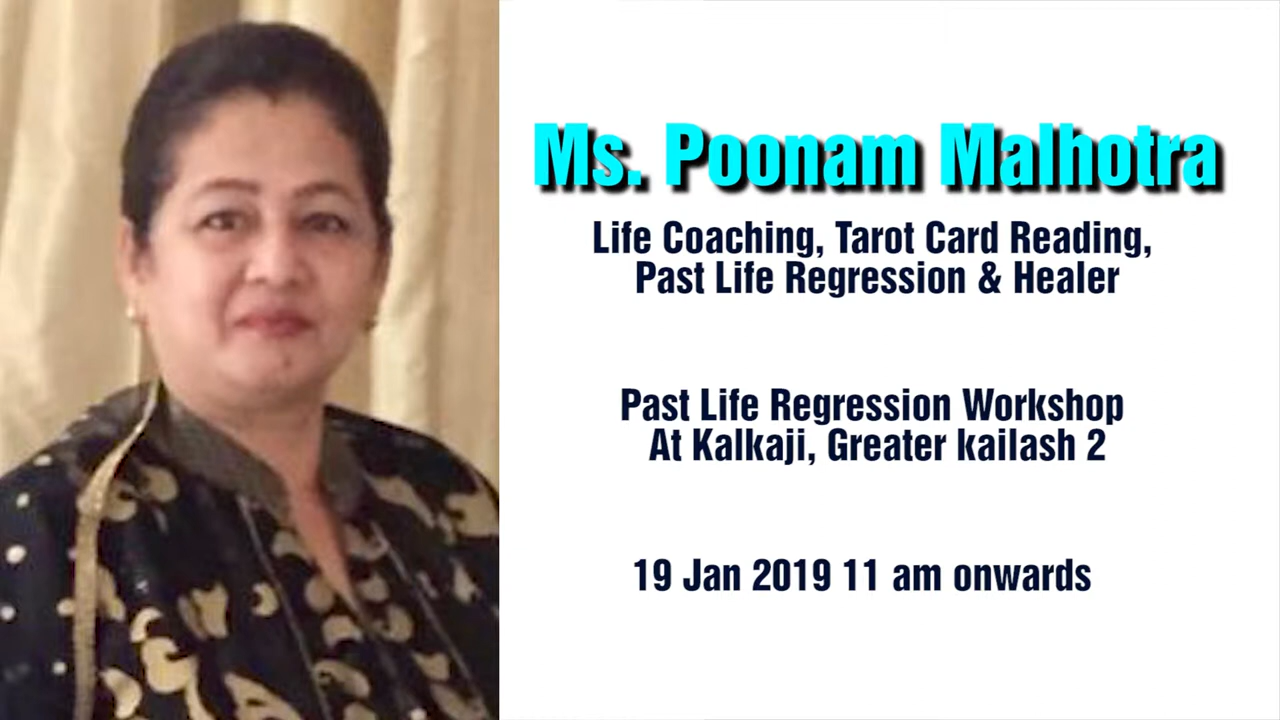 Ms. Poonam Malhotra
Life Coaching, Tarot Card Reading,
Past Life Regression & Healer
Past Life Regression Workshop
At Kalkaji, Greater kailash 2
19 Jan 2019 11 am onwards